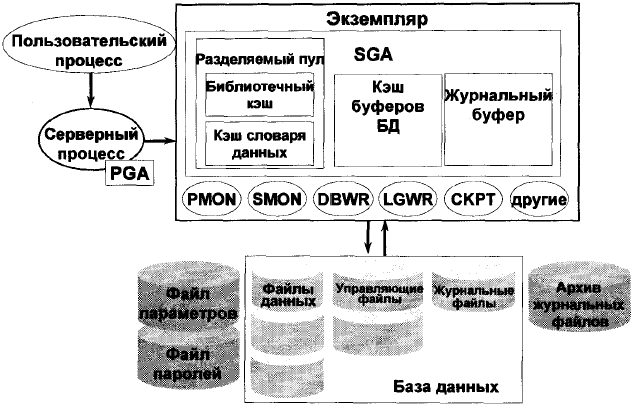 Экземпляр
Пользовательский
процесс
Серверный
процесс
PGA
Разделяемый пул
SGA
Библиотечный
кэш
Кэш словаря
данных
Кэш
буферов
БД
Журнальный
буфер
PMON
SMON
DBWR
LGWR
CKPT
другие
Файл
параметров
Файл
паролей
Файлы
данных
Управляющие
файлы
Журнальные
файлы
Архив
журнальных
файлов
База данных